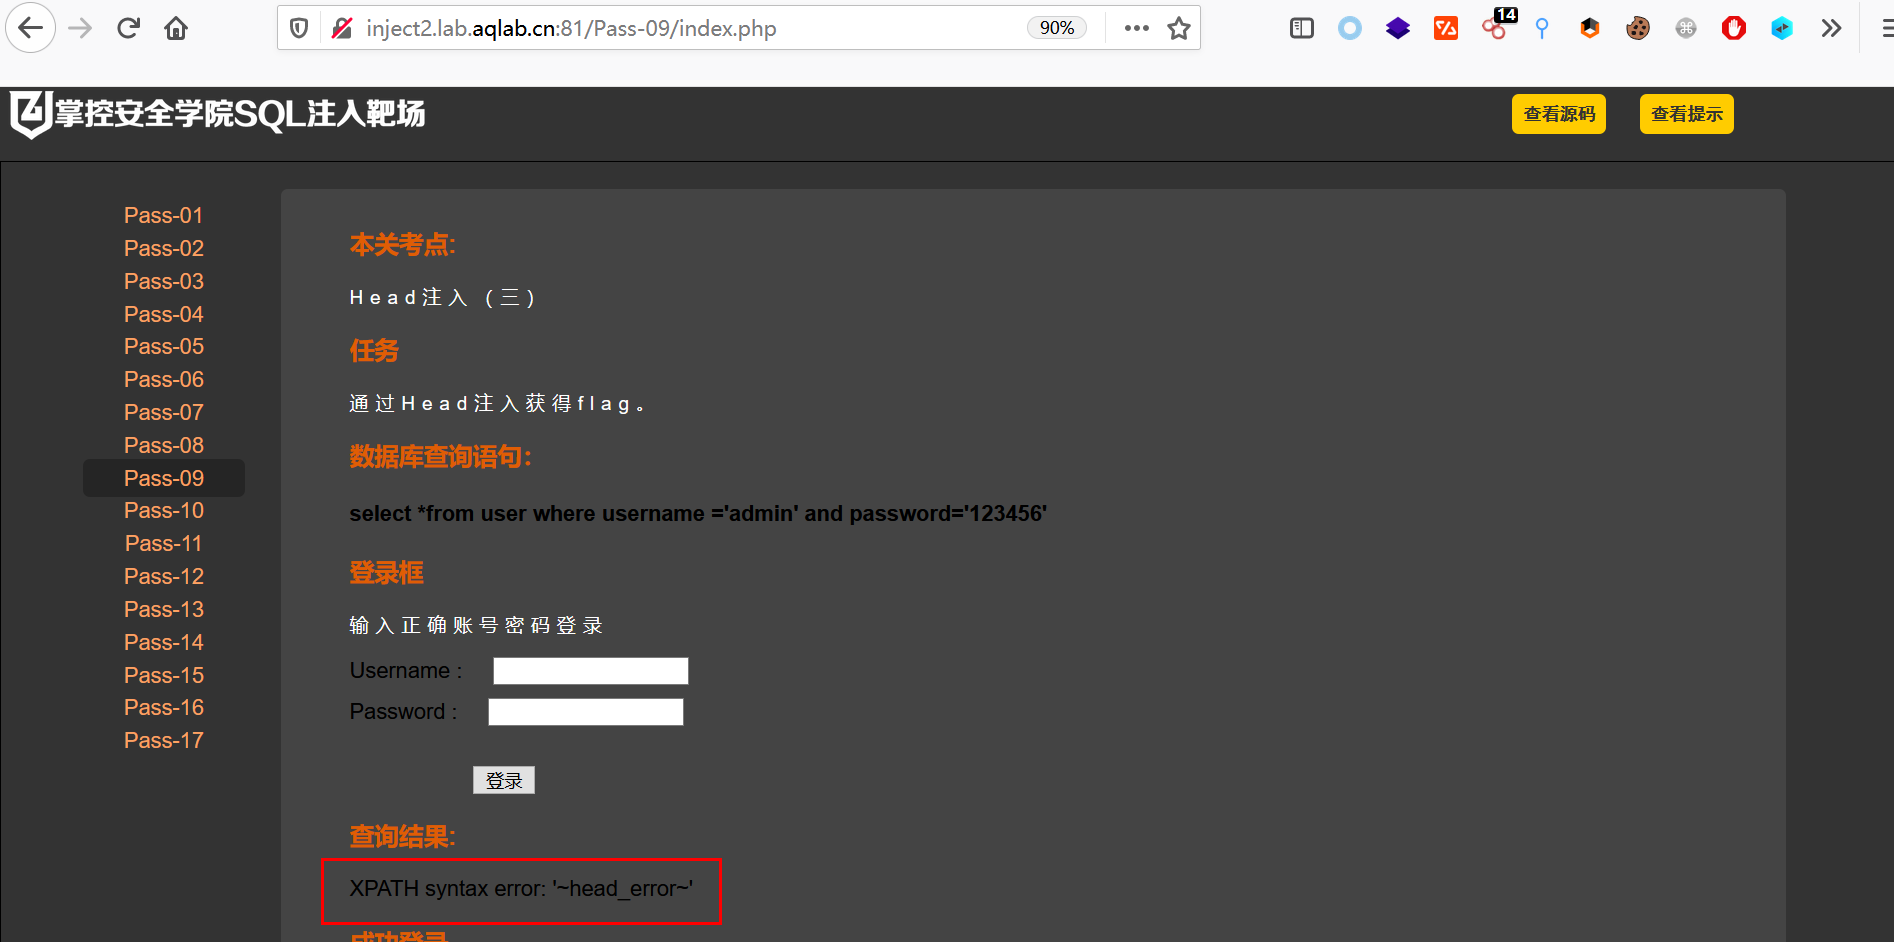 inject2.lab.aqlab.cn:81/Pass-09/index.php
90%
14
掌控安全学院SQL注入靶场
查看源码
查看提示
Pass-01
Pass-02
Pass-03
Pass-04
Pass-05
Pass-06
Pass-07
Pass-08
Pass-09
Pass-10
Pass-11
Pass-12
Pass-13
Pass-14
Pass-15
Pass-16
Pass-17
本关考点:
Head注入（三）
任务
通过Head注入获得flag。
数据库查询语句:
select *from user where username ='admin' and password='123456'
登录框
输入正确账号密码登录
Username :
Password :
登录
查询结果:
XPATH syntax error: '~head_error~'
成功登录